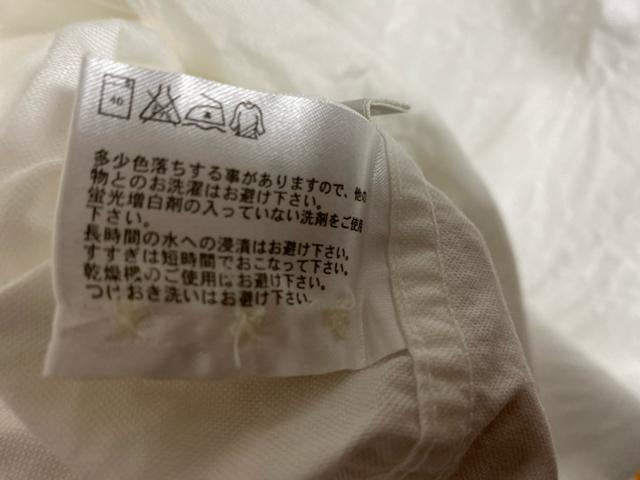 40
多少色落ちする事がありますので、他の
物とのお洗濯はお避け下さい。
蛍光増白剤の入っていない洗剤をご使用
下さい。
長時間の水への浸漬はお避け下さい。
すすぎは短時間でおこなって下さい。
乾燥機のご使用はお避け下さい。
つけおき洗いはお避け下さい。